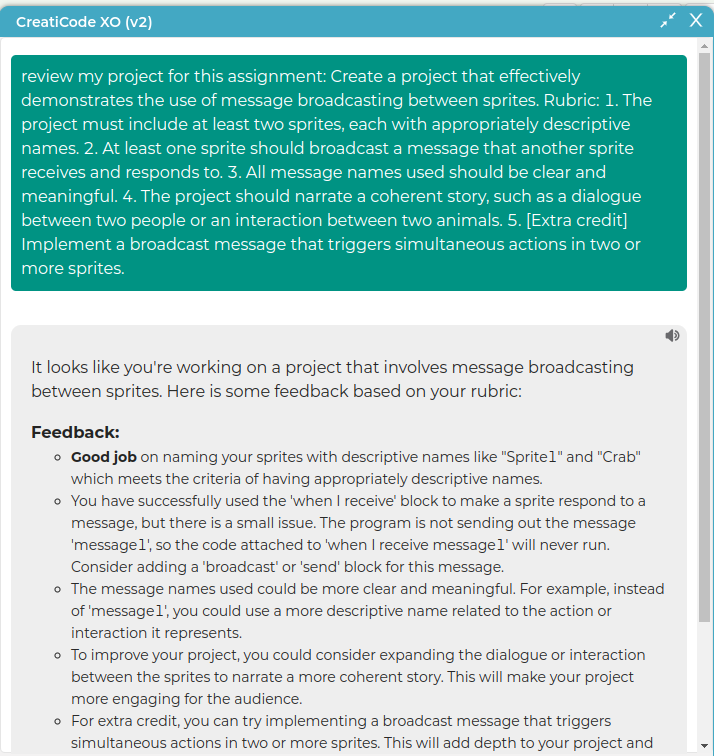 CreatiCode XO (v2)
review my project for this assignment: Create a project that effectively
demonstrates the use of message broadcasting between sprites. Rubric: 1. The
project must include at least two sprites, each with appropriately descriptive
names. 2. At least one sprite should broadcast a message that another sprite
receives and responds to. 3. All message names used should be clear and
meaningful. 4. The project should narrate a coherent story, such as a dialogue
between two people or an interaction between two animals. 5. [Extra credit]
Implement a broadcast message that triggers simultaneous actions in two or
more sprites.
It looks like you're working on a project that involves message broadcasting
between sprites. Here is some feedback based on your rubric:
Feedback:
Good job on naming your sprites with descriptive names like "Sprite1" and "Crab"
which meets the criteria of having appropriately descriptive names.
You have successfully used the 'when I receive' block to make a sprite respond to a
message, but there is a small issue. The program is not sending out the message
'message1', so the code attached to 'when I receive message1' will never run.
Consider adding a 'broadcast' or 'send' block for this message.
The message names used could be more clear and meaningful. For example, instead
of 'message1', you could use a more descriptive name related to the action or
interaction it represents.
To improve your project, you could consider expanding the dialogue or interaction
between the sprites to narrate a more coherent story. This will make your project
more engaging for the audience.
For extra credit, you can try implementing a broadcast message that triggers
simultaneous actions in two or more sprites. This will add depth to your project and